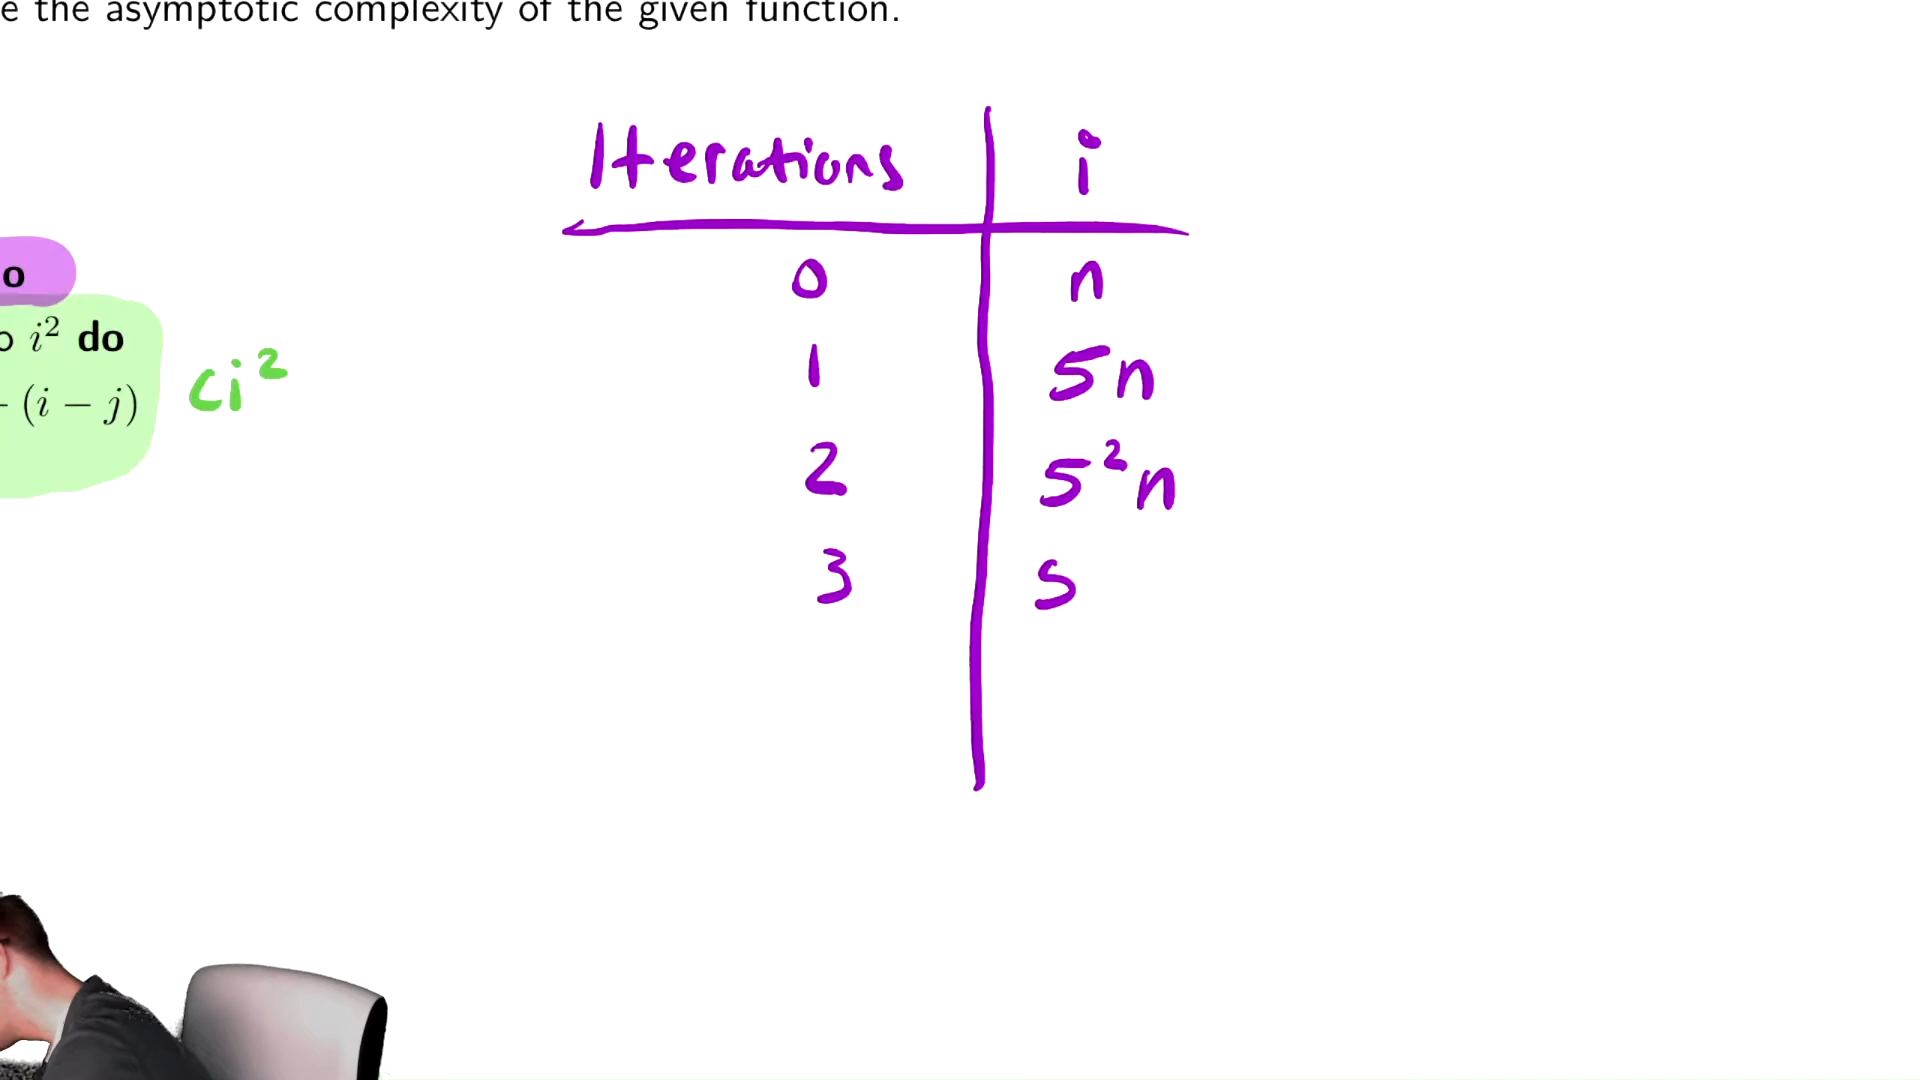 e the asymptotic complexity of the given function.
Iterations i
o
0 n
i² do
1 5n
ci²
- (i − j)
2 5²n
3 5